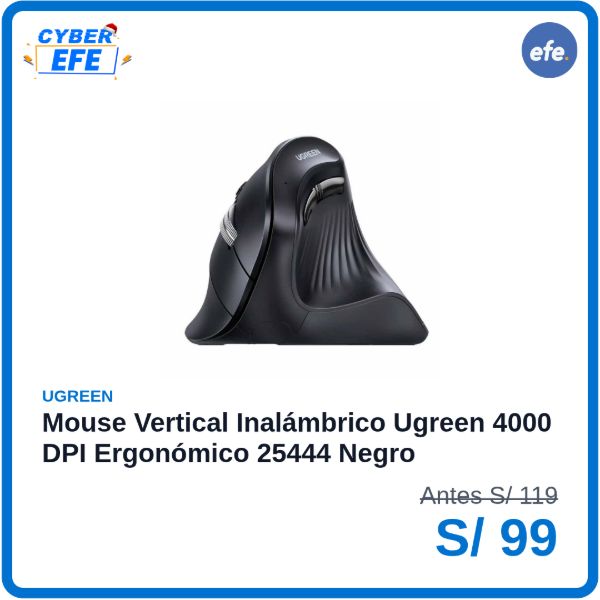 CYBER
EFE
efe.
UGREEN
UGREEN
Mouse Vertical Inalámbrico Ugreen 4000
DPI Ergonómico 25444 Negro
Antes S/ 119
S/ 99